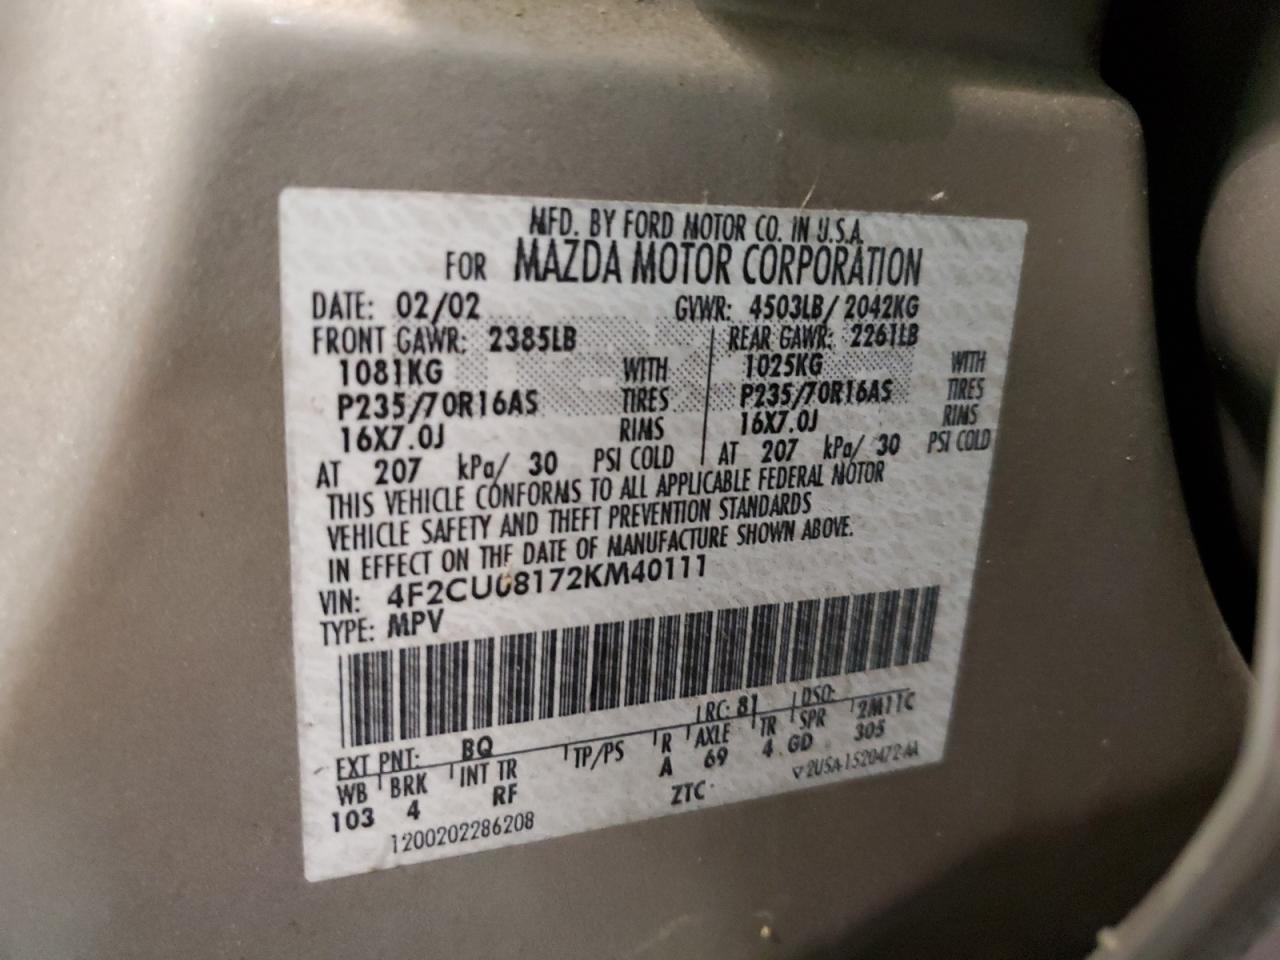 MFD. BY FORD MOTOR CO. IN U.S.A.
FOR MAZDA MOTOR CORPORATION
DATE: 02/02 GVWR: 4503LB/ 2042KG
FRONT GAWR: 2385LB REAR GAWR: 2261LB
1081KG WITH 1025KG WITH
P235/70R16AS TIRES P235/70R16AS TIRES
16X7.0J RIMS 16X7.0J RIMS
AT 207 kPa/ 30 PSI COLD AT 207 kPa/ 30 PSI COLD
THIS VEHICLE CONFORMS TO ALL APPLICABLE FEDERAL MOTOR
VEHICLE SAFETY AND THEFT PREVENTION STANDARDS
IN EFFECT ON THE DATE OF MANUFACTURE SHOWN ABOVE.
VIN: 4F2CU08172KM40111
TYPE: MPV
EXT PNT: BQ RC: 81 DSO:
WB BRK INT TR TP/PS R AXLE TR SPR 2M11C
103 4 RF A 69 4 GD 305
1200202286208 ZTC 2USA-1520472-AA